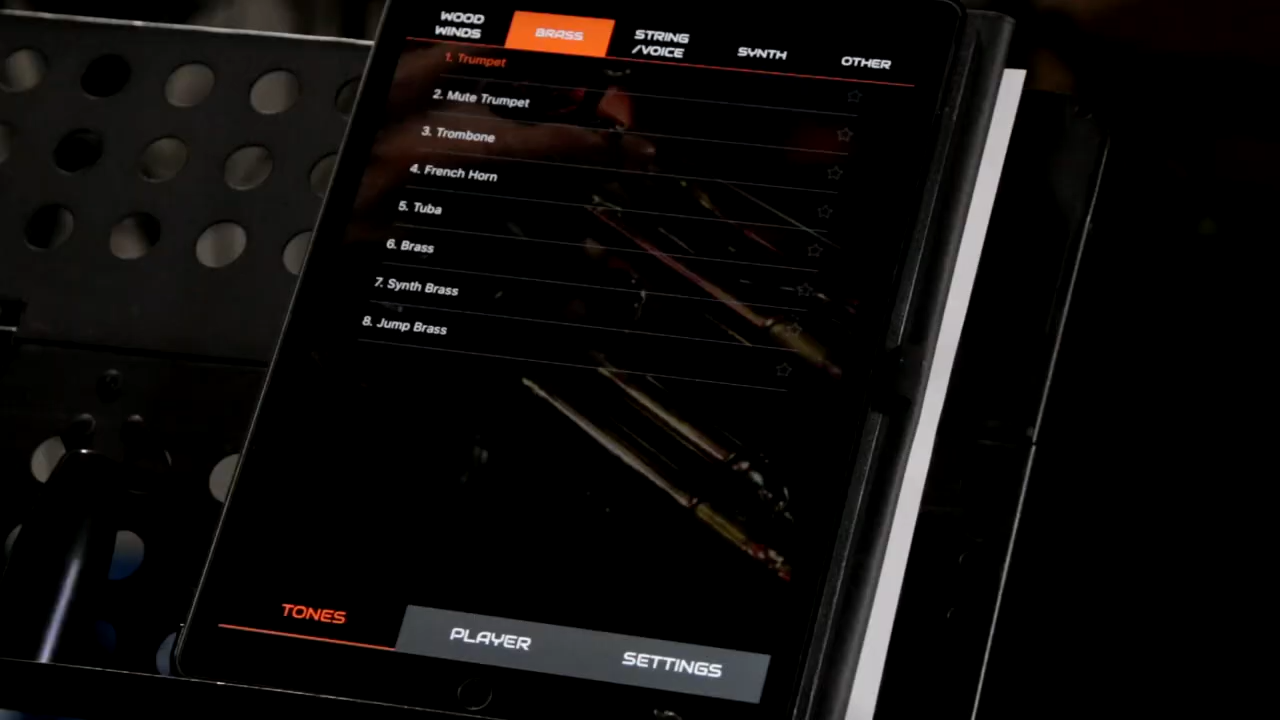 WOOD
WINDS
BRASS
STRING
/VOICE
SYNTH
OTHER
1. Trumpet
2. Mute Trumpet
3. Trombone
4. French Horn
5. Tuba
6. Brass
7. Synth Brass
8. Jump Brass
TONES
PLAYER
SETTINGS